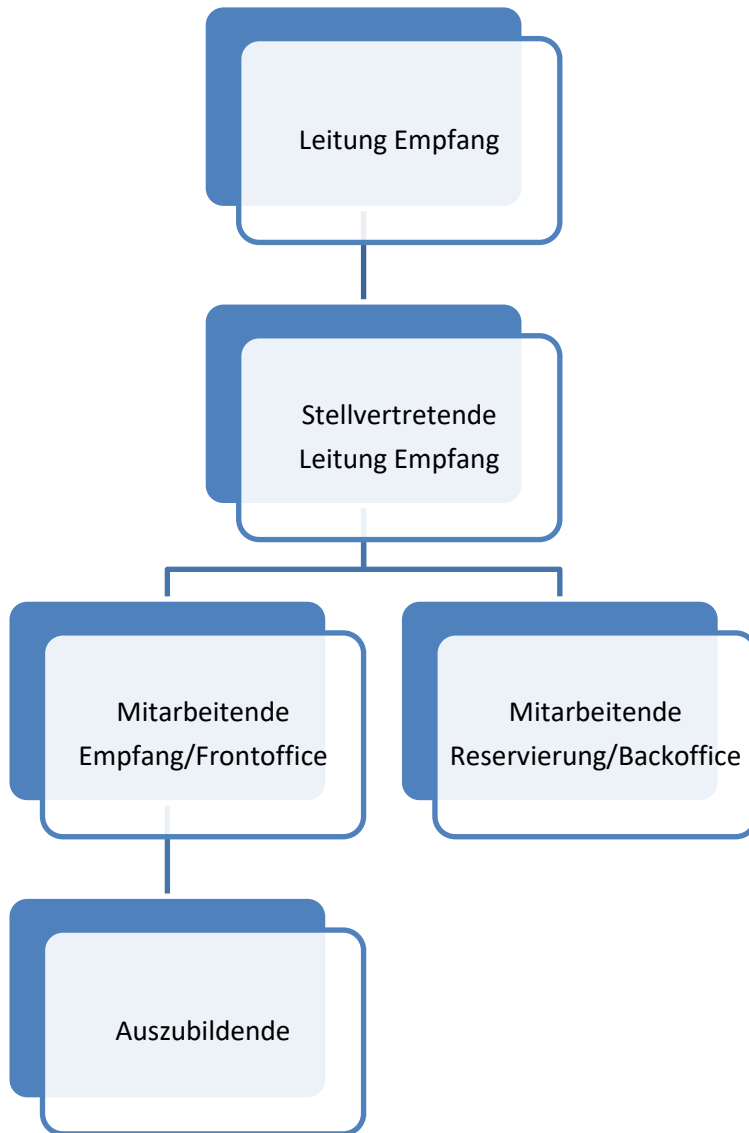 Leitung Empfang
Stellvertretende
Leitung Empfang
Mitarbeitende
Empfang/Frontoffice
Mitarbeitende
Reservierung/Backoffice
Auszubildende